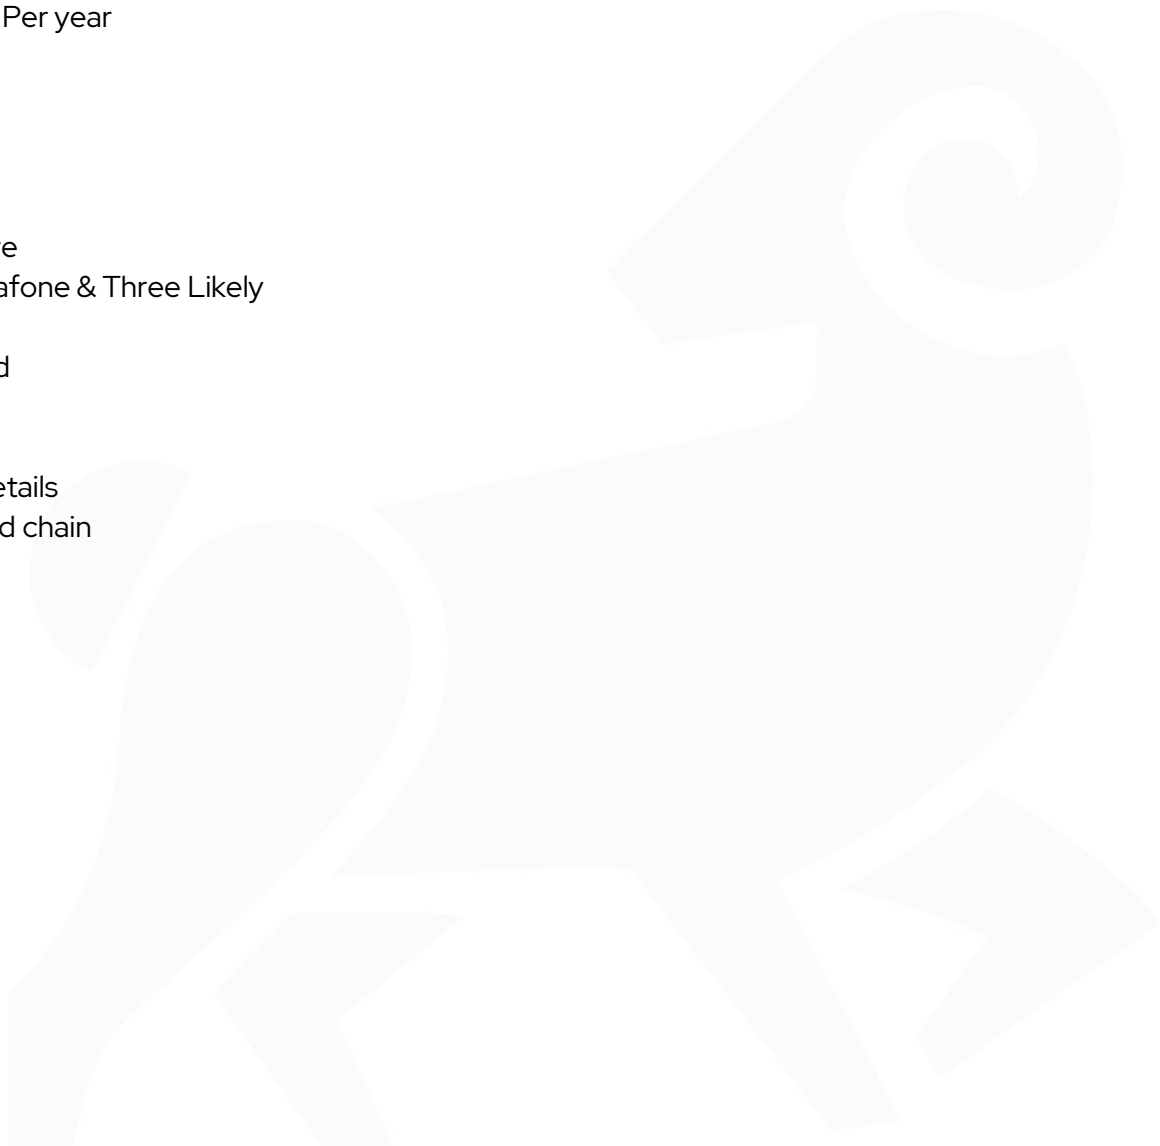 Per year
e
afone & Three Likely
d
etails
d chain